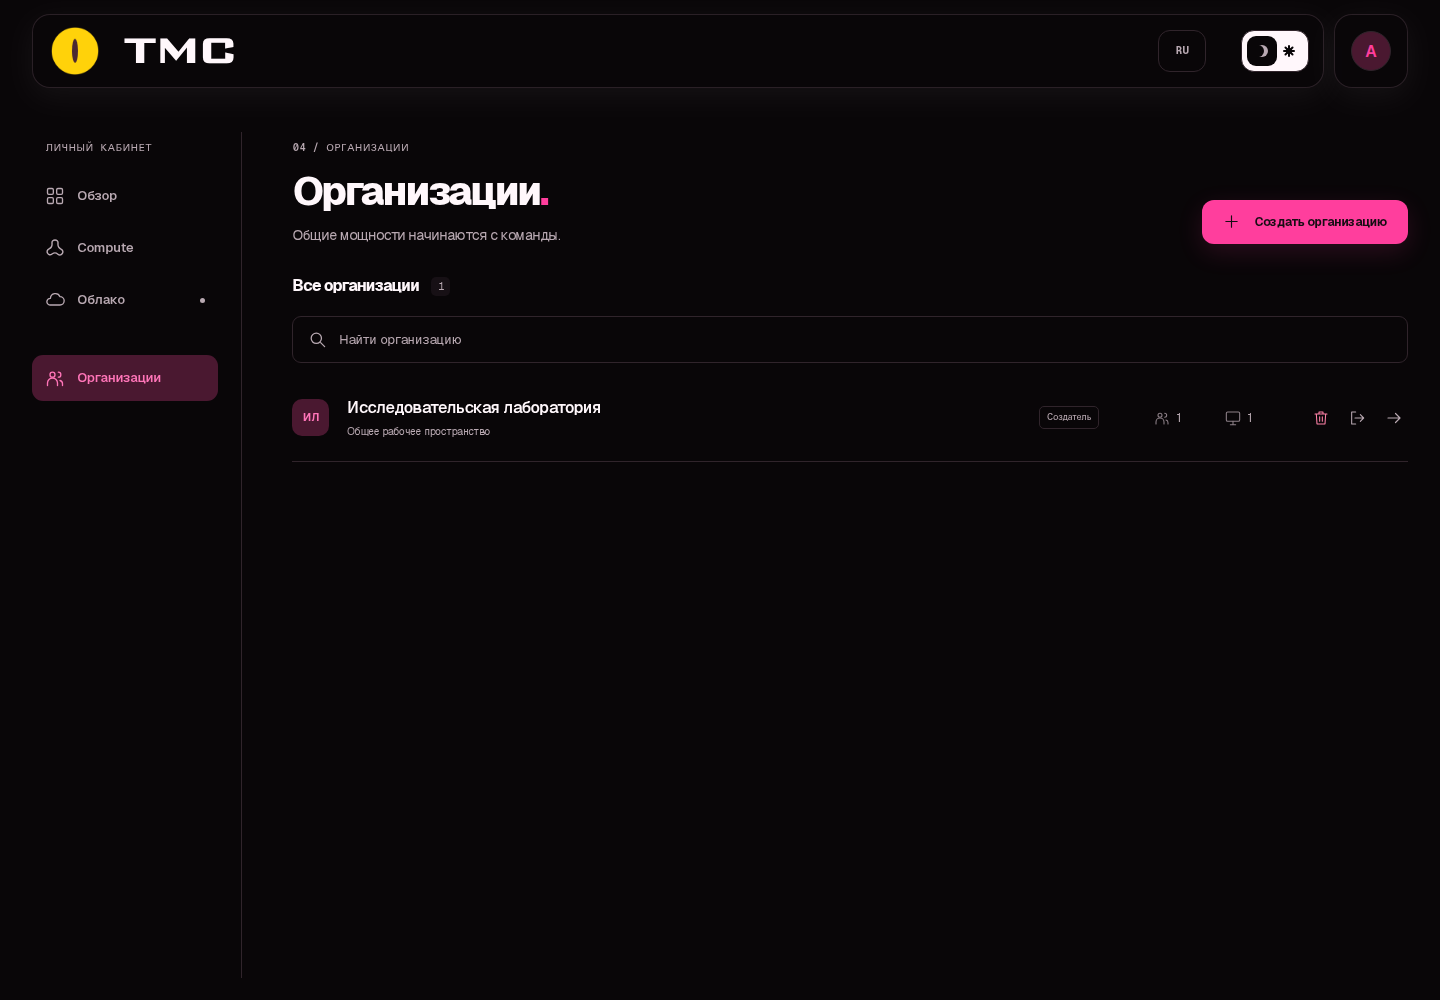 TMC
RU
A
ЛИЧНЫЙ КАБИНЕТ
Обзор
Compute
Облако
Организации
04 / ОРГАНИЗАЦИИ
Организации.
Общие мощности начинаются с команды.
Создать организацию
Все организации 1
Найти организацию
ИЛ
Исследовательская лаборатория
Общее рабочее пространство
Создатель
1
1